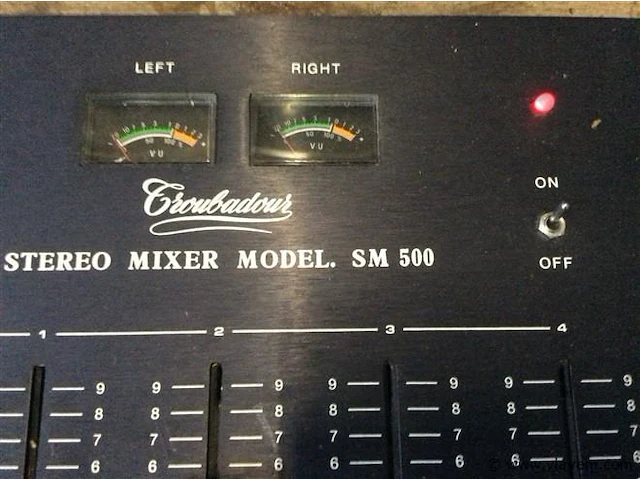 LEFT RIGHT
VU VU
ON
Troubadour
OFF
STEREO MIXER MODEL. SM 500
1 2 3 4
9 9 9 9 9 9 9
8 8 8 8 8 8 8
7 7 7 7 7 7 7
6 6 6 6 6 6 6